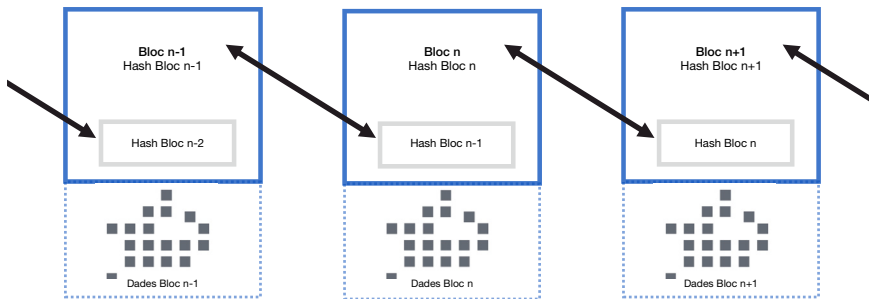 Bloc n-1
Hash Bloc n-1
Hash Bloc n-2
Dades Bloc n-1
Bloc n
Hash Bloc n
Hash Bloc n-1
Dades Bloc n
Bloc n+1
Hash Bloc n+1
Hash Bloc n
Dades Bloc n+1